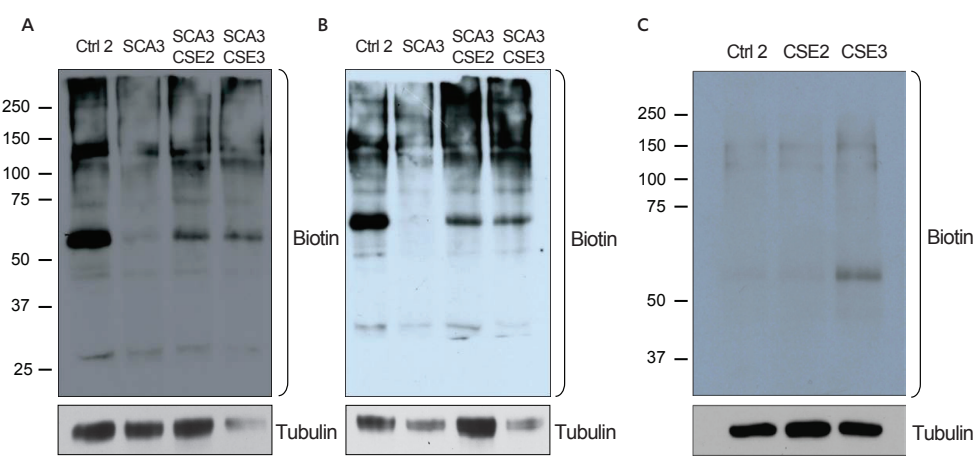 A
Ctrl 2 SCA3 SCA3 CSE2 SCA3 CSE3
250
150
100
75
50
37
25
Biotin
Tubulin
B
Ctrl 2 SCA3 SCA3 CSE2 SCA3 CSE3
Biotin
Tubulin
C
Ctrl 2 CSE2 CSE3
250
150
100
75
50
37
Biotin
Tubulin